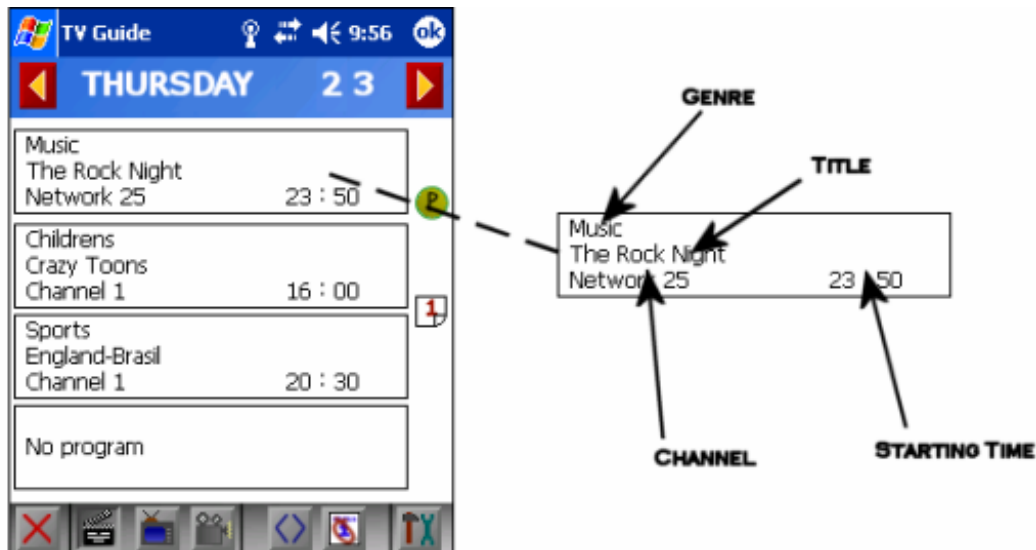 TV Guide 9:56 ok
THURSDAY 23
Music
The Rock Night
Network 25 23 : 50
P
Childrens
Crazy Toons
Channel 1 16 : 00
1
Sports
England-Brasil
Channel 1 20 : 30
No program
GENRE
TITLE
Music
The Rock Night
Network 25 23 : 50
CHANNEL
STARTING TIME